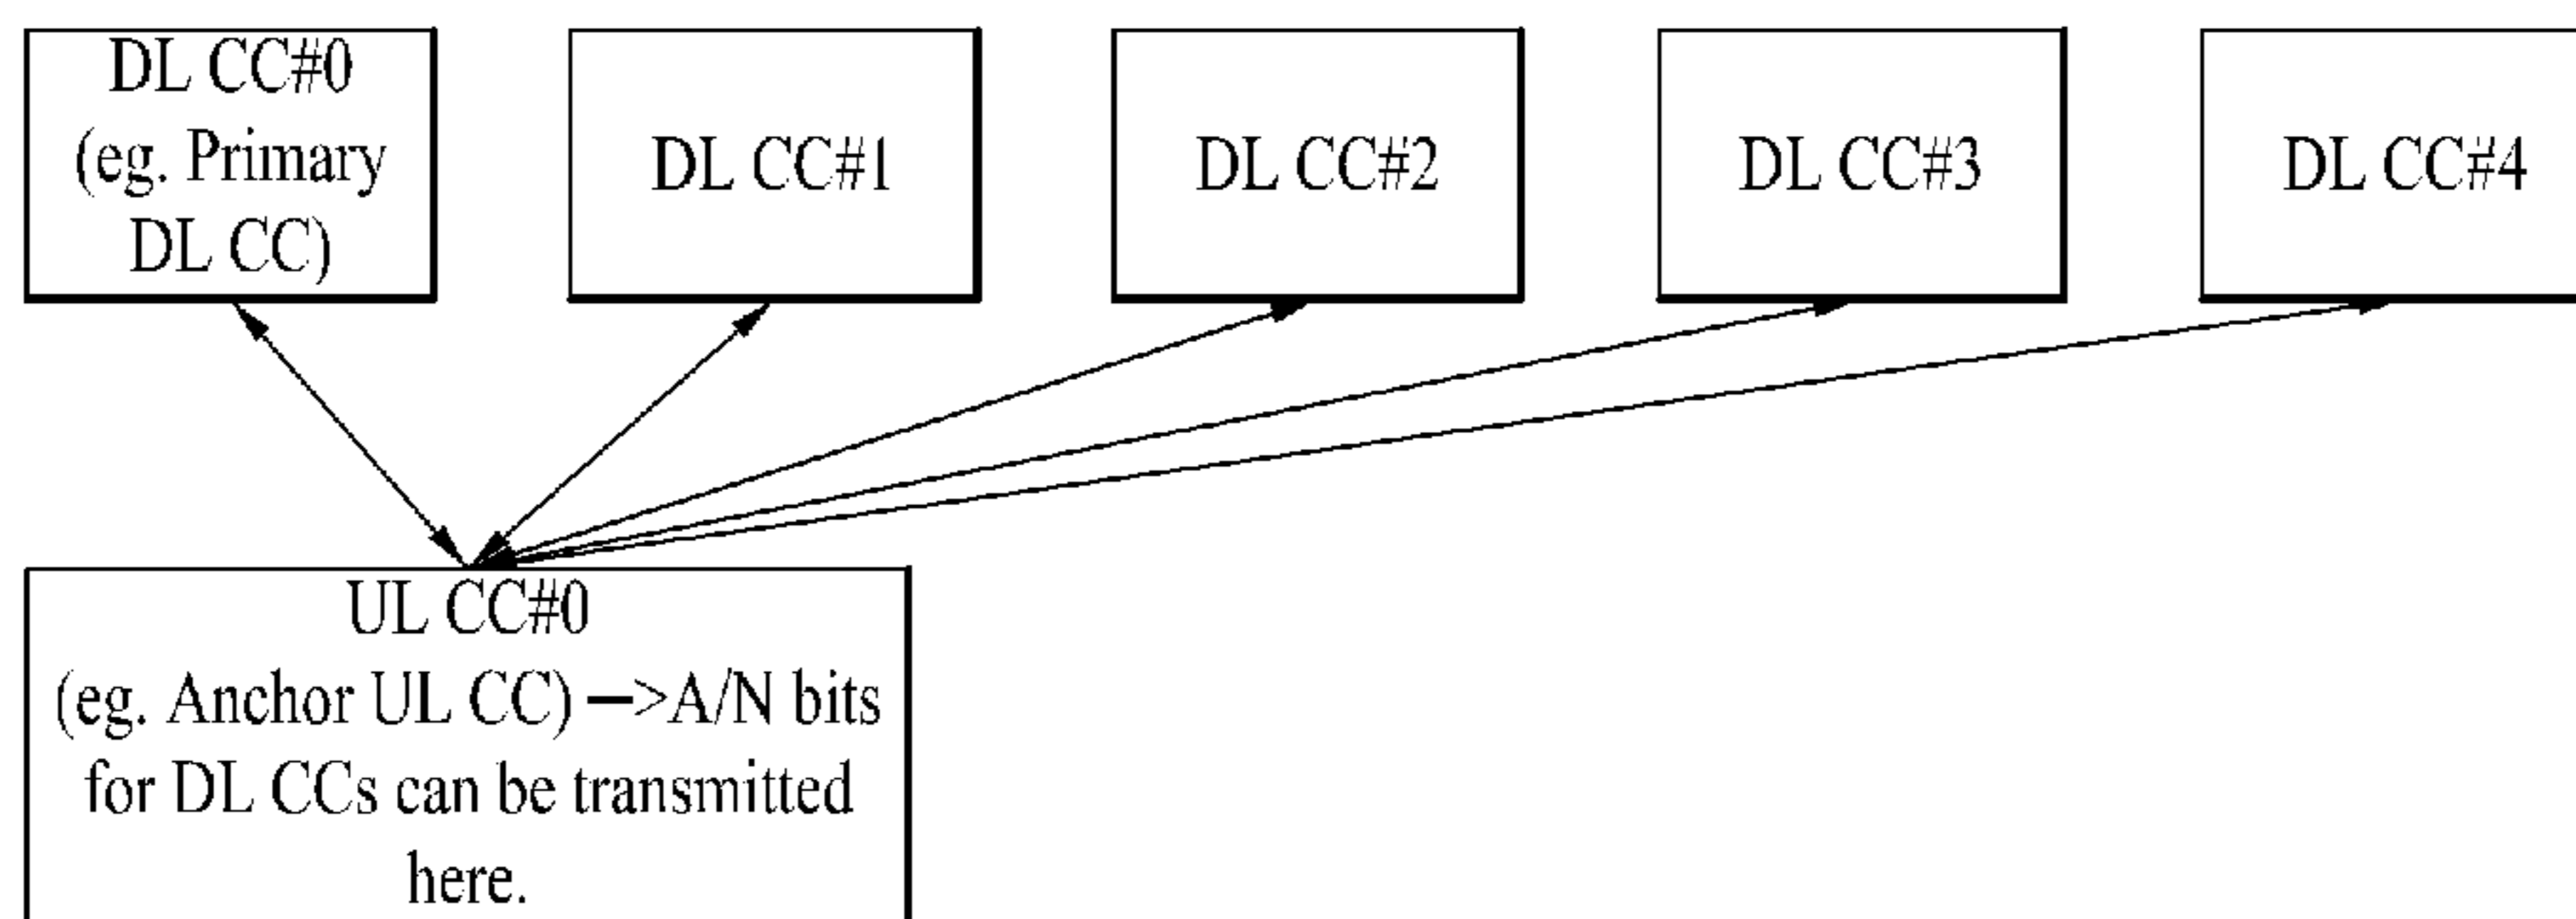 DL CC#0
(eg. Primary
DL CC)
DL CC#1
DL CC#2
DL CC#3
DL CC#4
UL CC#0
(eg. Anchor UL CC) —>A/N bits
for DL CCs can be transmitted
here.